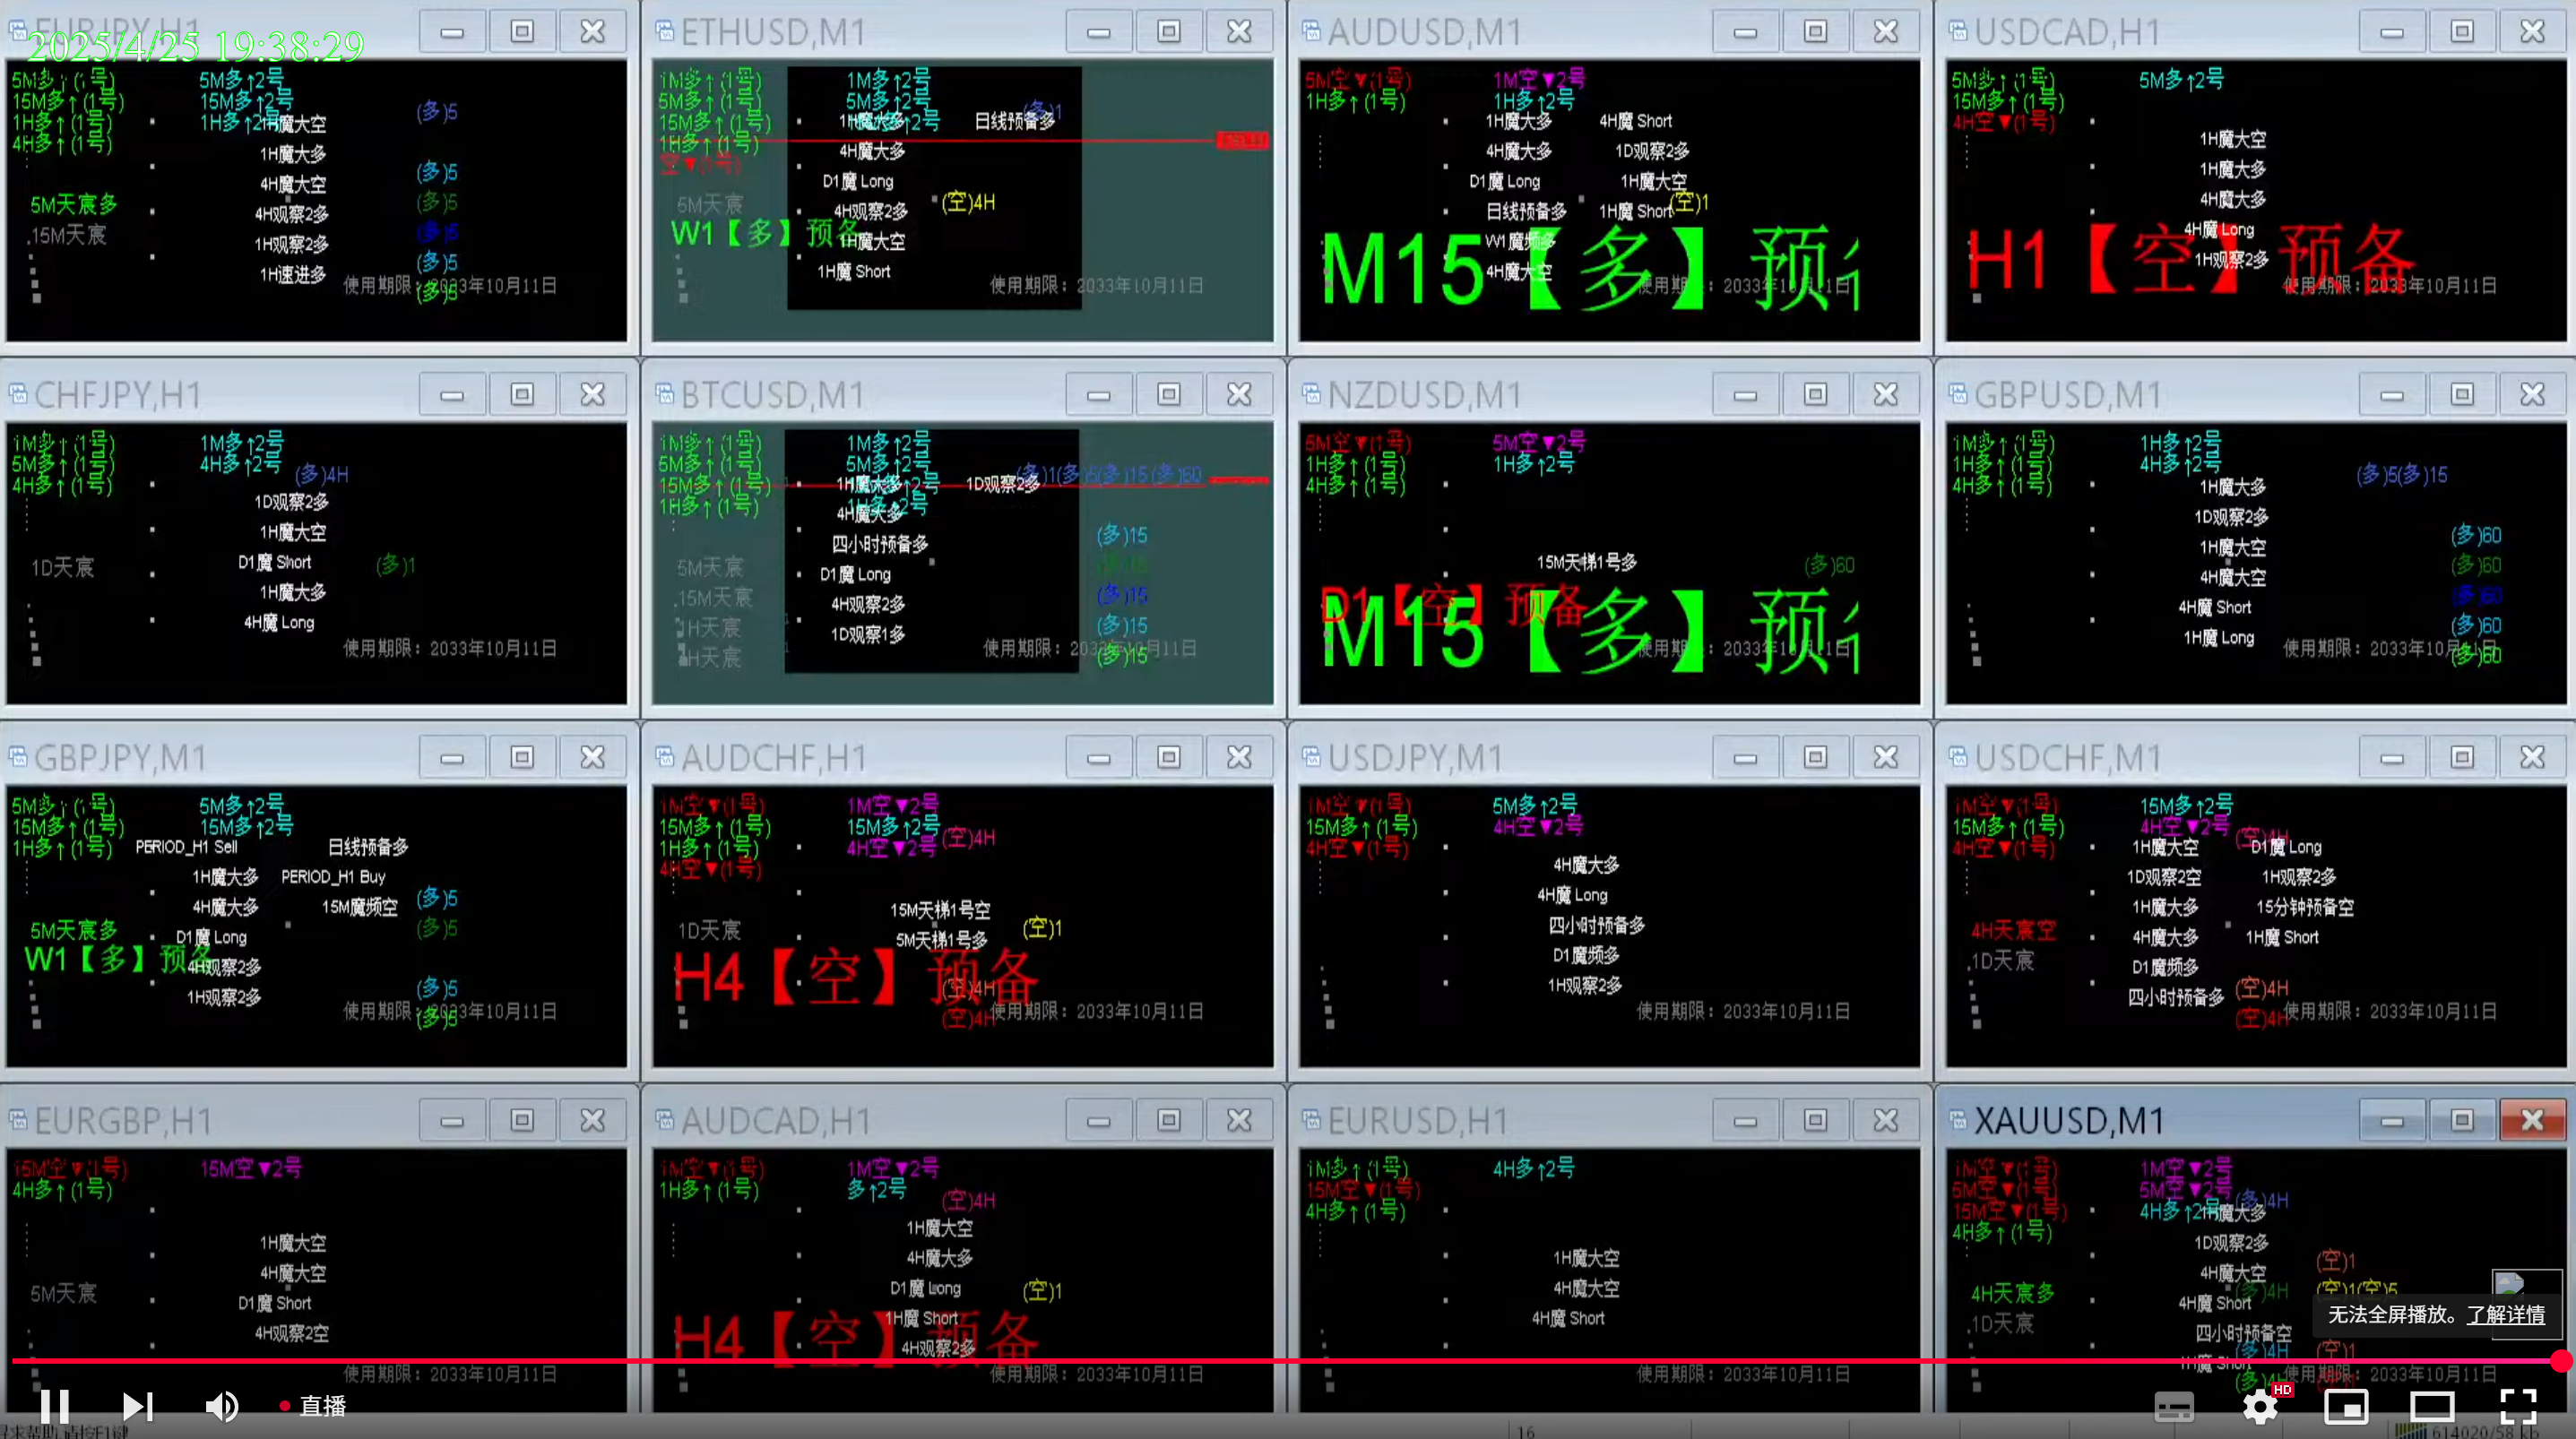 EURJPY,H1
2025/4/25 19:38:29
5M多↑(1号)
5M多↑2号
15M多↑(1号)
15M多↑2号
1H多↑(1号)
1H多↑2号
1H魔大空
(多)5
4H多↑(1号)
1H魔大多
4H魔大空
(多)5
5M天宸多
4H观察2多
(多)5
.15M天宸
1H观察2多
(多)5
1H速进多
(多)5
使用期限：2033年10月11日
(多)5
ETHUSD,M1
1M多↑(1号)
1M多↑2号
5M多↑(1号)
5M多↑2号
15M多↑(1号)
1H魔大多
日线预备多
(多)1
1H多↑(1号)
4H魔大多
空▼(1号)
D1魔 Long
5M天宸
4H观察2多
(空)4H
W1【多】预备
1H魔大空
1H魔 Short
使用期限：2033年10月11日
AUDUSD,M1
5M空▼(1号)
1M空▼2号
1H多↑(1号)
1H多↑2号
1H魔大多
4H魔 Short
4H魔大多
1D观察2多
D1魔 Long
1H魔大空
日线预备多
1H魔 Short
(空)1
W1魔频多
M15【多】预
4H魔大空
使用期限：2033年10月11日
USDCAD,H1
5M多↑(1号)
5M多↑2号
15M多↑(1号)
4H空▼(1号)
1H魔大空
1H魔大多
4H魔大多
4H魔 Long
H1【空】预备
1H观察2多
使用期限：2033年10月11日
CHFJPY,H1
1M多↑(1号)
1M多↑2号
5M多↑(1号)
4H多↑2号
(多)4H
4H多↑(1号)
1D观察2多
1H魔大空
1D天宸
D1魔 Short
(多)1
1H魔大多
4H魔 Long
使用期限：2033年10月11日
BTCUSD,M1
1M多↑(1号)
1M多↑2号
5M多↑(1号)
5M多↑2号
(多)1(多)5(多)15(多)60
15M多↑(1号)
1H魔大多
1D观察2多
1H多↑(1号)
1H多↑2号
4H魔大多
四小时预备多
(多)15
5M天宸
D1魔 Long
.15M天宸
4H观察2多
(多)15
1H天宸
1D观察1多
(多)15
H天宸
使用期限：2033年10月11日
(多)15
NZDUSD,M1
5M空▼(1号)
5M空▼2号
1H多↑(1号)
1H多↑2号
4H多↑(1号)
15M天梯1号多
(多)60
D1【空】预备
M15【多】预
使用期限：2033年10月11日
GBPUSD,M1
1M多↑(1号)
1H多↑2号
1H多↑(1号)
4H多↑2号
(多)5(多)15
4H多↑(1号)
1H魔大多
1D观察2多
(多)60
1H魔大空
(多)60
4H魔大空
(多)60
4H魔 Short
(多)60
1H魔 Long
使用期限：2033年10月11日
(多)60
GBPJPY,M1
5M多↑(1号)
5M多↑2号
15M多↑(1号)
15M多↑2号
1H多↑(1号)
PERIOD_H1 Sell
日线预备多
1H魔大多
PERIOD_H1 Buy
4H魔大多
15M魔频空
(多)5
5M天宸多
D1魔 Long
(多)5
W1【多】预备
4H观察2多
1H观察2多
(多)5
使用期限：2033年10月11日
(多)5
AUDCHF,H1
1M空▼(1号)
1M空▼2号
15M多↑(1号)
15M多↑2号
(空)4H
1H多↑(1号)
4H空▼2号
4H空▼(1号)
15M天梯1号空
1D天宸
5M天梯1号多
(空)1
H4【空】预备
(空)4H
使用期限：2033年10月11日
(空)4H
USDJPY,M1
1M空▼(1号)
5M多↑2号
15M多↑(1号)
4H空▼2号
4H空▼(1号)
4H魔大多
4H魔 Long
四小时预备多
D1魔频多
1H观察2多
使用期限：2033年10月11日
USDCHF,M1
1M空▼(1号)
15M多↑2号
15M多↑(1号)
4H空▼2号
(空)4H
4H空▼(1号)
1H魔大空
D1魔 Long
1D观察2空
1H观察2多
1H魔大多
15分钟预备空
4H天宸空
4H魔大多
1H魔 Short
.1D天宸
D1魔频多
四小时预备多
(空)4H
使用期限：2033年10月11日
(空)4H
EURGBP,H1
15M空▼(1号)
15M空▼2号
4H多↑(1号)
1H魔大空
4H魔大空
5M天宸
D1魔 Short
4H观察2空
使用期限：2033年10月11日
AUDCAD,H1
1M空▼(1号)
1M空▼2号
1H多↑(1号)
多↑2号
(空)4H
1H魔大空
4H魔大多
D1魔 Long
(空)1
1H魔 Short
H4【空】预备
4H观察2多
使用期限：2033年10月11日
EURUSD,H1
1M多↑(1号)
4H多↑2号
15M空▼(1号)
4H多↑(1号)
1H魔大空
4H魔大空
4H魔 Short
使用期限：2033年10月11日
XAUUSD,M1
1M空▼(1号)
1M空▼2号
5M空▼(1号)
5M空▼2号
(多)4H
15M空▼(1号)
4H多↑2号
1H魔大多
4H多↑(1号)
1D观察2多
(空)1
4H魔大空
4H天宸多
(多)4H
(空)1(空)5
4H魔 Short
.1D天宸
四小时预备空
(多)4H
(空)1
1H魔 Short
使用期限：2033年10月11日
无法全屏播放。了解详情
直播
HD
16
614020/58 kb